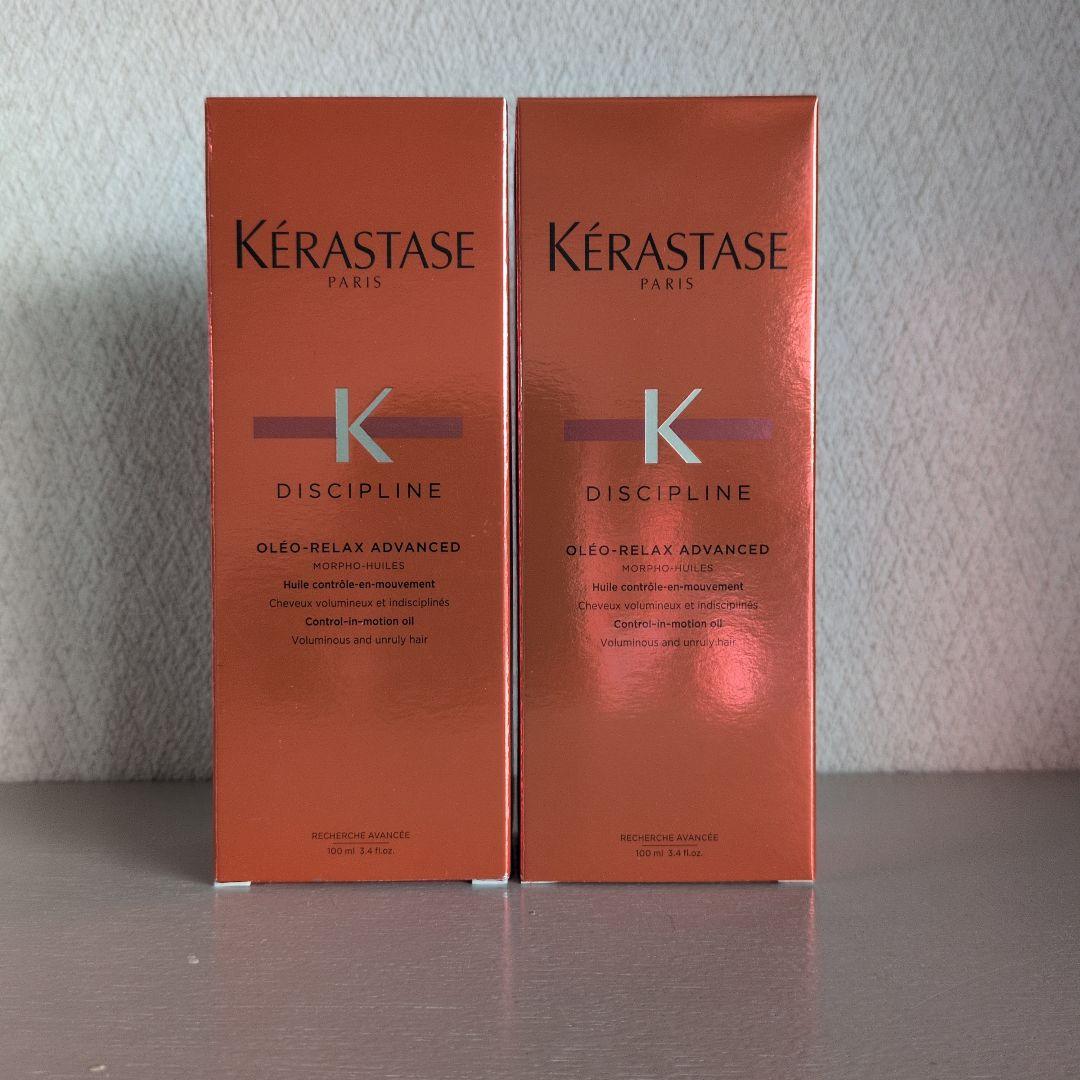 KÉRASTASE
PARIS
K
DISCIPLINE
OLÉO-RELAX ADVANCED
MORPHO-HUILES
Huile contrôle-en-mouvement
Cheveux volumineux et indisciplinés
Control-in-motion oil
Voluminous and unruly hair
RECHERCHE AVANCÉE
100 ml 3.4 fl.oz.
KÉRASTASE
PARIS
K
DISCIPLINE
OLÉO-RELAX ADVANCED
MORPHO-HUILES
Huile contrôle-en-mouvement
Cheveux volumineux et indisciplinés
Control-in-motion oil
Voluminous and unruly hair
RECHERCHE AVANCÉE
100 ml 3.4 fl.oz.